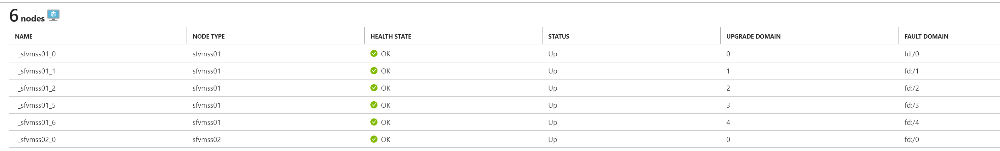 6 nodes
NAME NODE TYPE HEALTH STATE STATUS UPGRADE DOMAIN FAULT DOMAIN
_sfvmss01_0 sfvmss01 OK Up 0 fd:/0
_sfvmss01_1 sfvmss01 OK Up 1 fd:/1
_sfvmss01_2 sfvmss01 OK Up 2 fd:/2
_sfvmss01_5 sfvmss01 OK Up 3 fd:/3
_sfvmss01_6 sfvmss01 OK Up 4 fd:/4
_sfvmss02_0 sfvmss02 OK Up 0 fd:/0